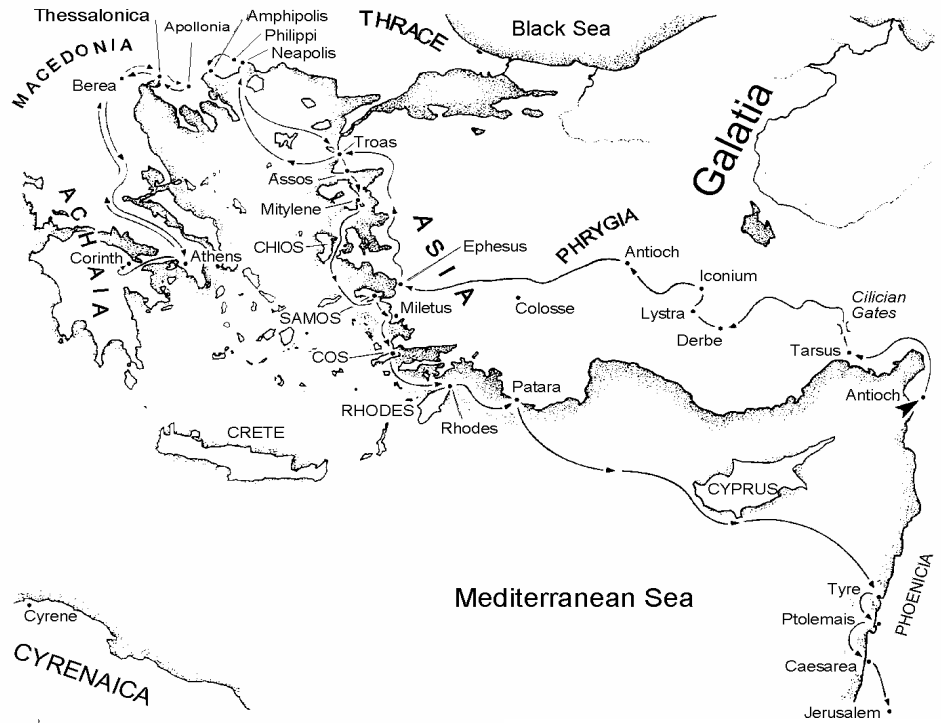 Thessalonica
Amphipolis
Apollonia
Philippi
Neapolis
THRACE
Black Sea
MACEDONIA
Berea
Galatia
Troas
Assos
Mitylene
ACHAIA
ASIA
PHRYGIA
CHIOS
Ephesus
Antioch
Corinth
Athens
Iconium
Colosse
Cilician
Gates
SAMOS
Miletus
Lystra
Derbe
COS
Tarsus
Patara
Antioch
RHODES
Rhodes
CRETE
CYPRUS
Mediterranean Sea
Tyre
PHOENICIA
Ptolemais
Cyrene
CYRENAICA
Caesarea
Jerusalem